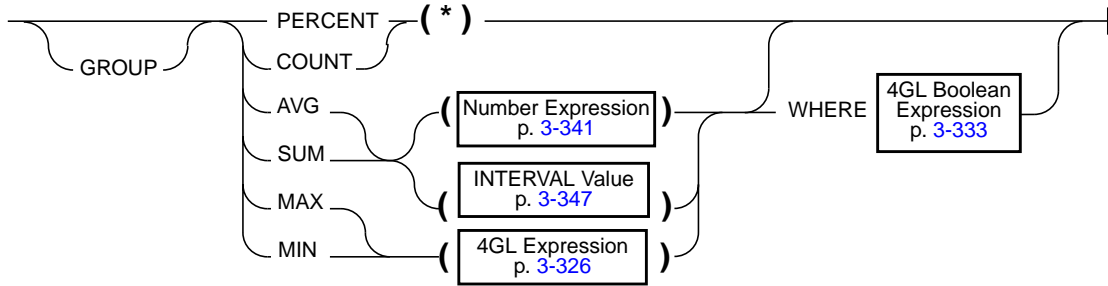 PERCENT ( * )
GROUP
COUNT
AVG
SUM
MAX
MIN
( Number Expression )
p. 3-341
( INTERVAL Value )
p. 3-347
( 4GL Expression )
p. 3-326
WHERE
4GL Boolean
Expression
p. 3-333